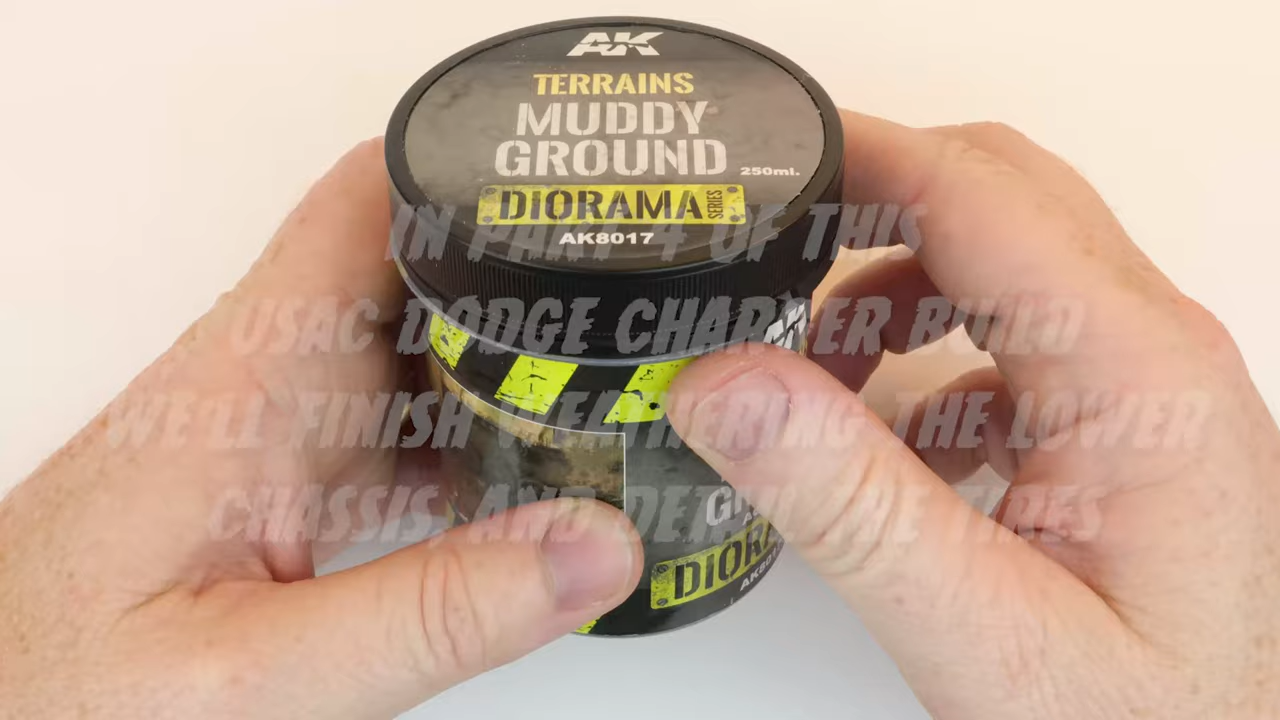 AK
TERRAINS
MUDDY
GROUND
250ml.
DIORAMA SERIES
AK8017
IN PART 4 OF THIS
USAC DODGE CHARGER BUILD
WE'LL FINISH WEATHERING THE LOWER
CHASSIS, AND DETAIL THE TIRES